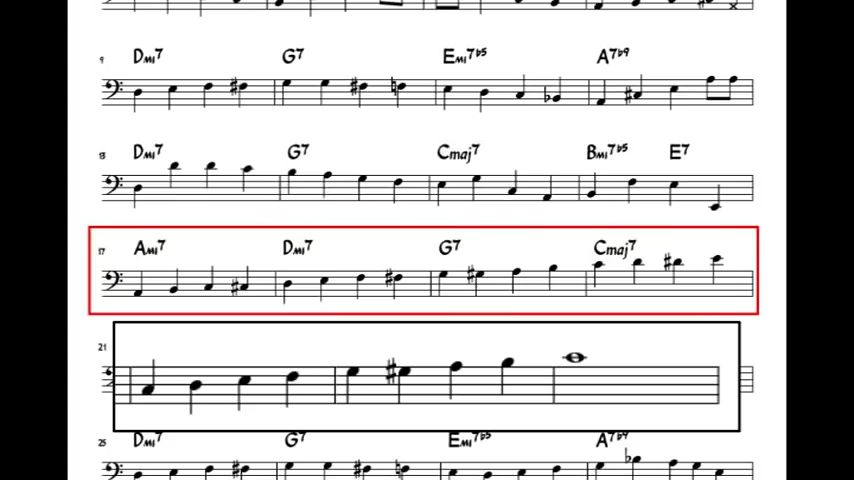 9 Dmi7 G7 Emi7b5 A7b9
13 Dmi7 G7 Cmaj7 Bmi7b5 E7
17 Ami7 Dmi7 G7 Cmaj7
21
25 Dmi7 G7 Emi7b5 A7b9